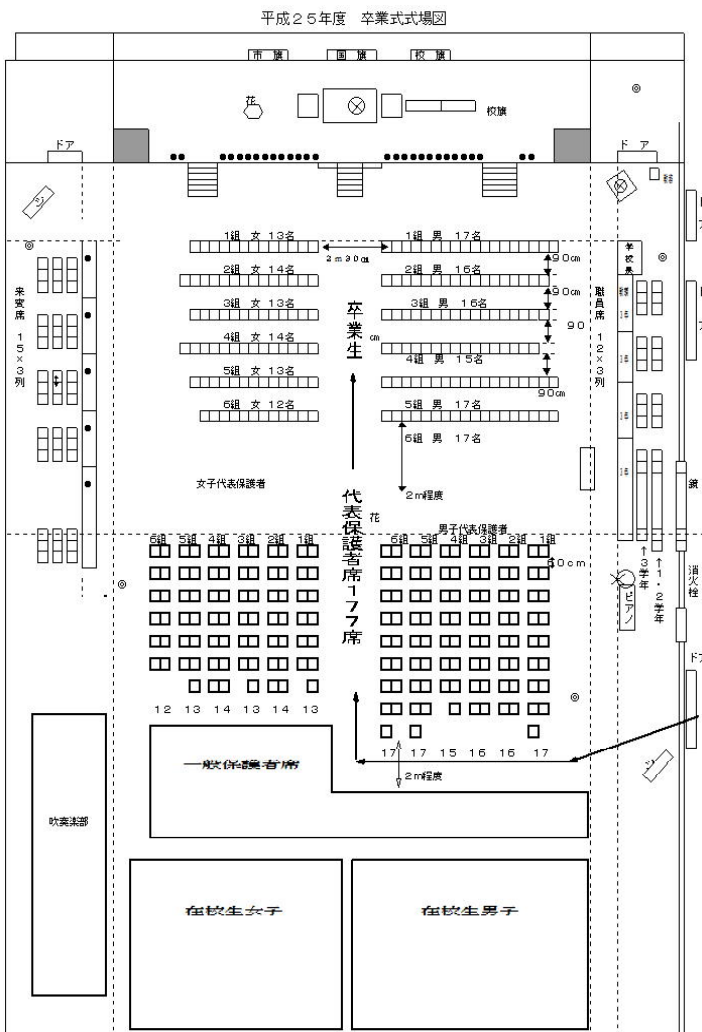 平成25年度 卒業式式場図
市旗
国旗
校旗
花
校旗
ドア
ドア
ジ
1組 女 13名
1組 男 17名
2m30cm
90cm
学校長
2組 女 14名
2組 男 16名
90cm
来賓席 15×3列
卒業生
職員席 12×3列
3組 女 13名
3組 男 16名
90
cm
4組 女 14名
4組 男 15名
5組 女 13名
90cm
6組 女 12名
5組 男 17名
6組 男 17名
女子代表保護者
2m程度
鏡
代表保護者席177席
花
男子代表保護者
6組 5組 4組 3組 2組 1組
6組 5組 4組 3組 2組 1組
60cm
↑3学年
↑1・2学年
消火栓
ピアノ
ドア
12 13 14 13 14 13
17 17 15 16 16 17
一般保護者席
2m程度
ジ
吹奏楽部
在校生女子
在校生男子